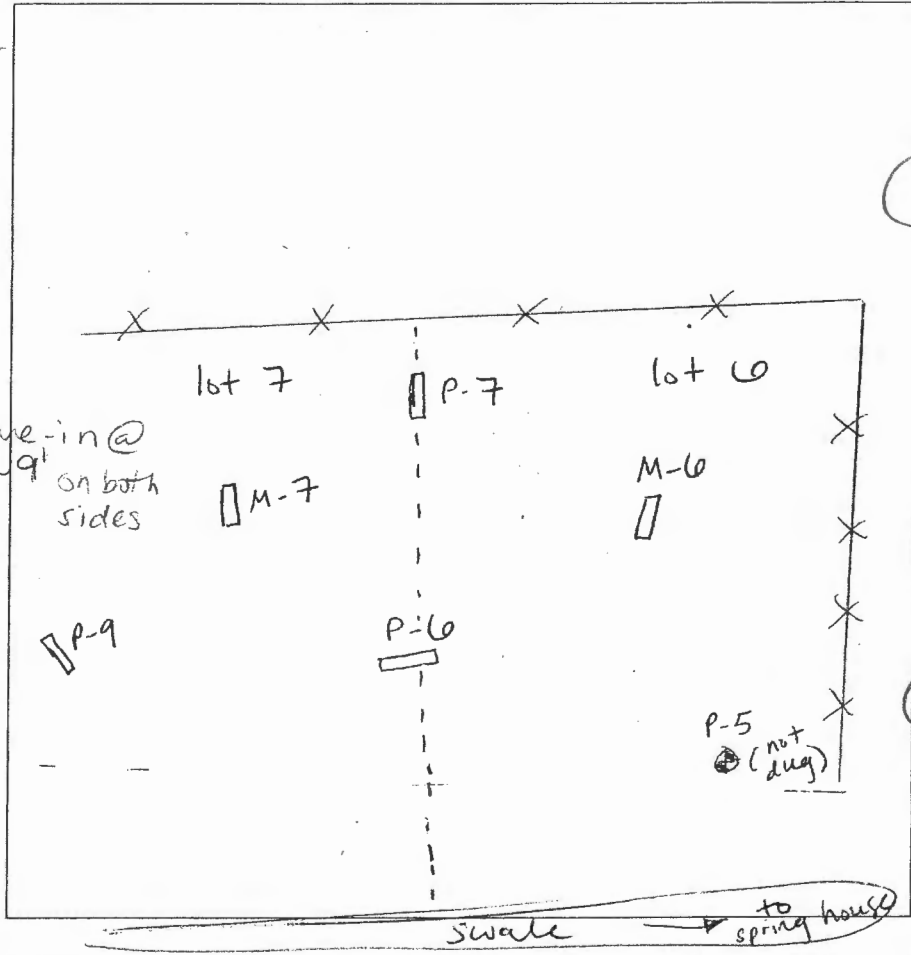 lot 7
P-7
lot 6
-in @
9'
on both
sides
M-7
M-6
P-9
P-6
P-5
(not
dug)
swale
to
spring house